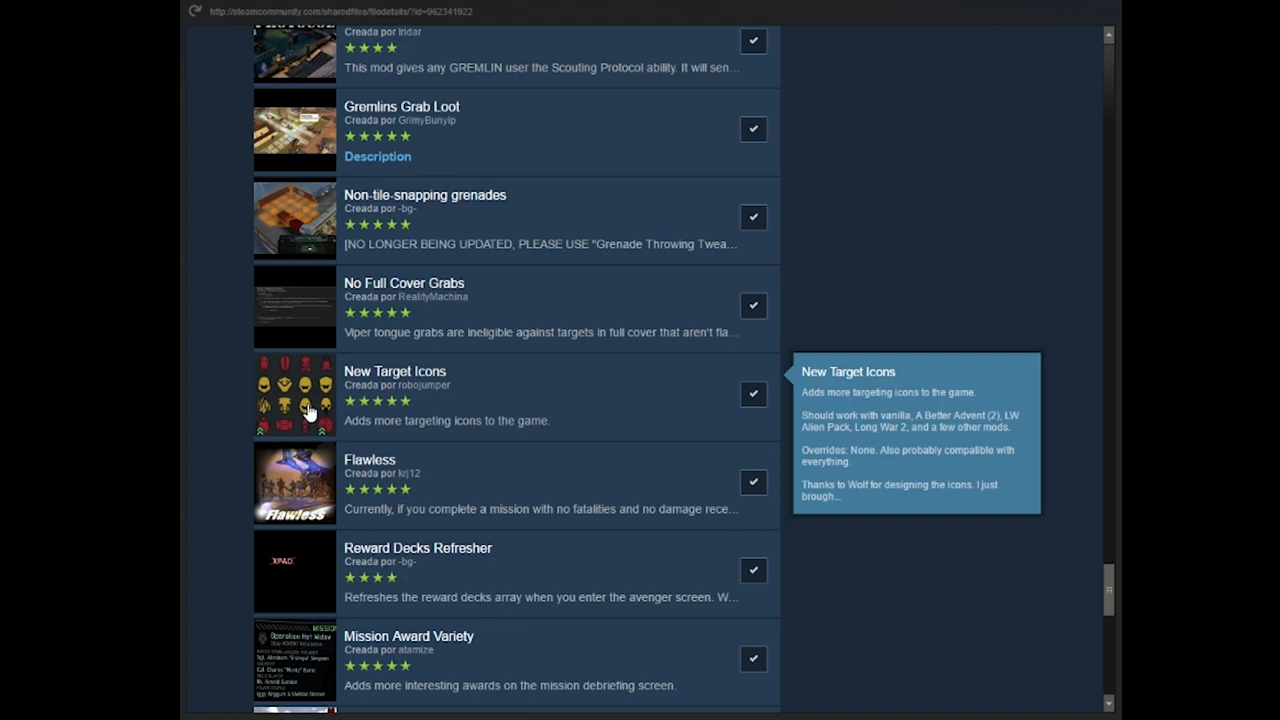 http://steamcommunity.com/sharedfiles/filedetails/?id=962341922
Creada por Iridar
This mod gives any GREMLIN user the Scouting Protocol ability. It will sen...
Gremlins Grab Loot
Creada por GrimyBunyip
Description
Non-tile-snapping grenades
Creada por -bg-
[NO LONGER BEING UPDATED, PLEASE USE "Grenade Throwing Twea...
No Full Cover Grabs
Creada por RealityMachina
Viper tongue grabs are ineligible against targets in full cover that aren't fla...
New Target Icons
Creada por robojumper
Adds more targeting icons to the game.
New Target Icons
Adds more targeting icons to the game.
Should work with vanilla, A Better Advent (2), LW
Alien Pack, Long War 2, and a few other mods.
Overrides: None. Also probably compatible with
everything.
Thanks to Wolf for designing the icons. I just
brough...
Flawless
Creada por krj12
Currently, if you complete a mission with no fatalities and no damage rece...
Flawless
Reward Decks Refresher
Creada por -bg-
Refreshes the reward decks array when you enter the avenger screen. W...
XPAD
Mission Award Variety
Creada por atamize
Adds more interesting awards on the mission debriefing screen.
MISSIO
Operation Hot Widow